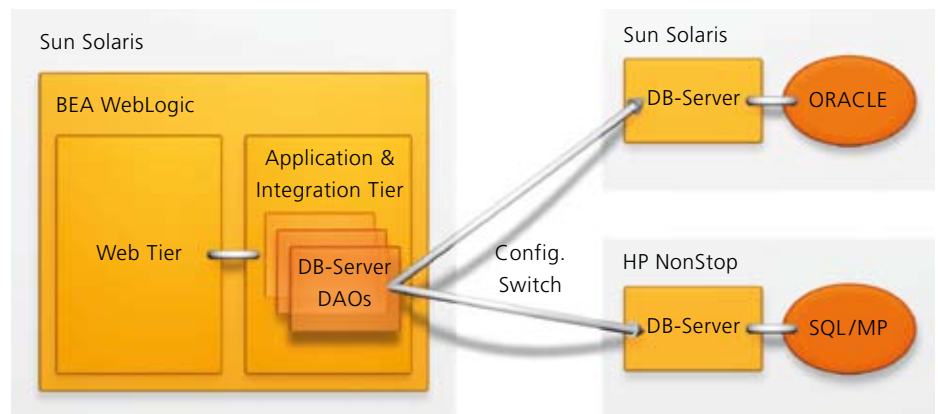 Sun Solaris
BEA WebLogic
Web Tier
Application &
Integration Tier
DB-Server
DAOs
Config.
Switch
Sun Solaris
DB-Server
ORACLE
HP NonStop
DB-Server
SQL/MP